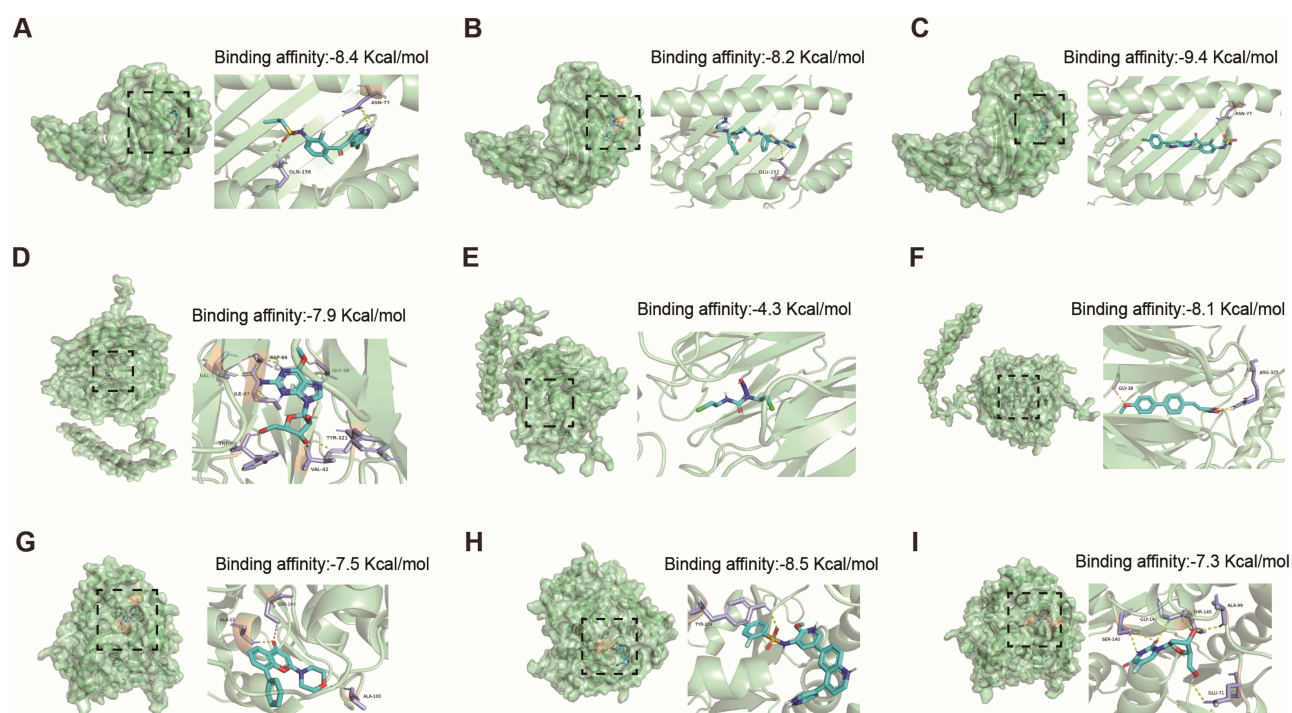 A
Binding affinity:-8.4 Kcal/mol
ASN-77
GLN-156
B
Binding affinity:-8.2 Kcal/mol
GLU-152
C
Binding affinity:-9.4 Kcal/mol
ASN-77
D
Binding affinity:-7.9 Kcal/mol
ASP-86
GLY-38
TYR-321
VAL-42
E
Binding affinity:-4.3 Kcal/mol
F
Binding affinity:-8.1 Kcal/mol
GLY-38
ARG-325
G
Binding affinity:-7.5 Kcal/mol
ALA-100
H
Binding affinity:-8.5 Kcal/mol
I
Binding affinity:-7.3 Kcal/mol
THR-145
ALA-99
SER-140
GLU-71